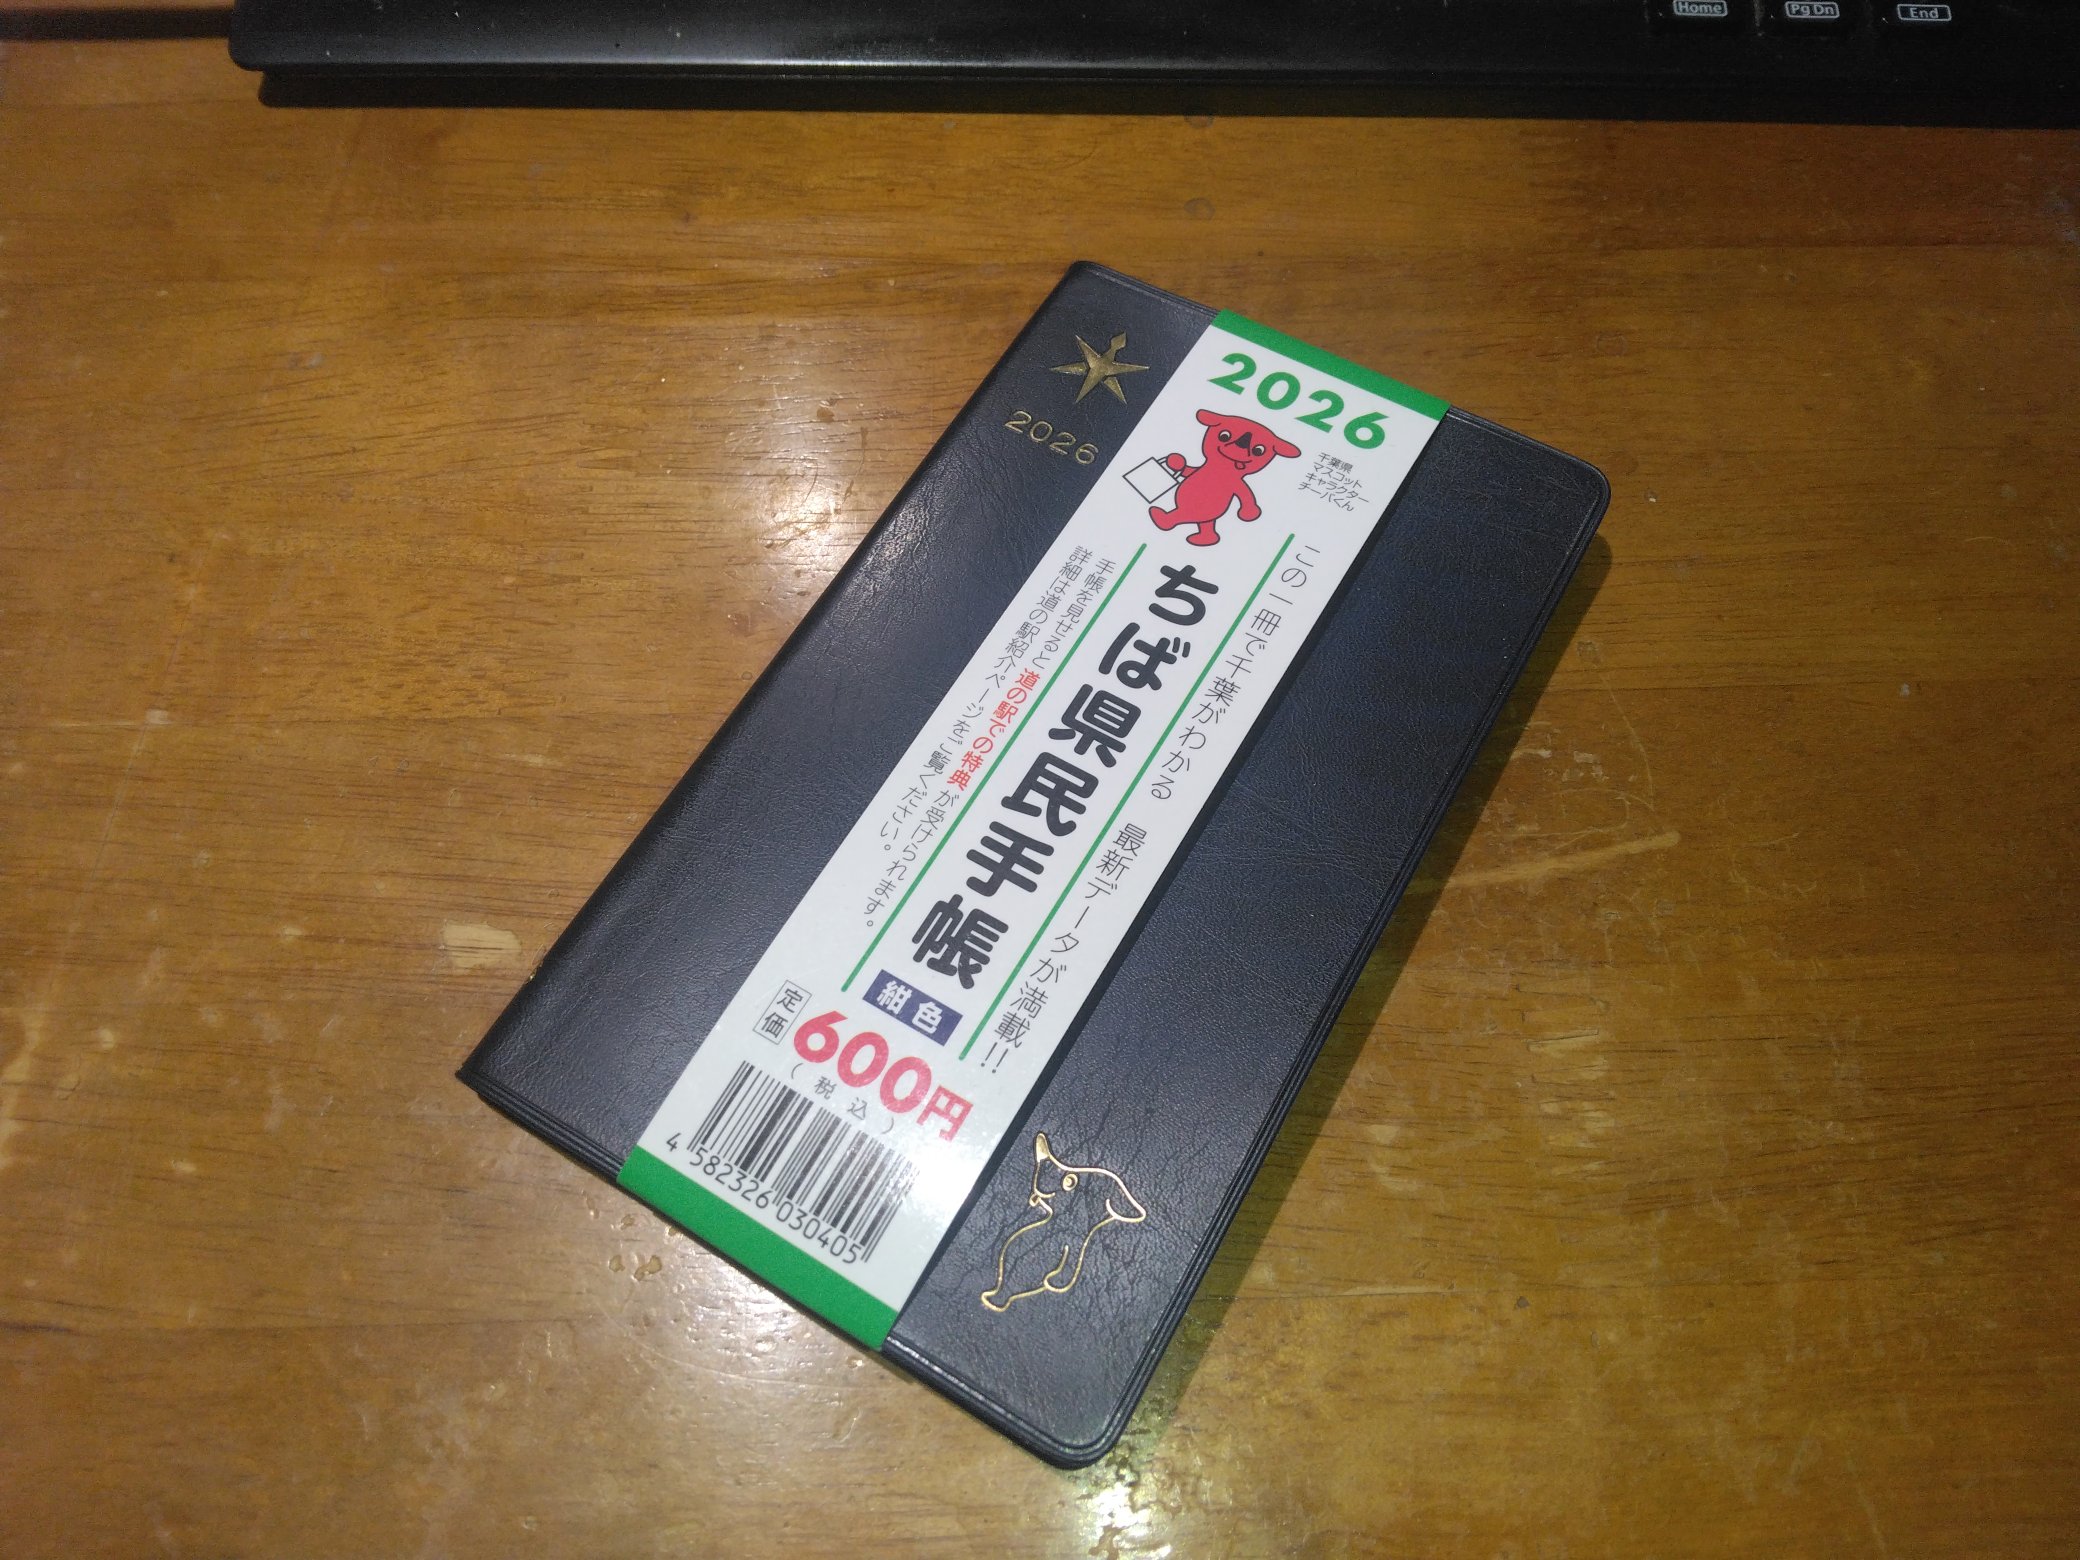 Home
Pg Dn
End
2026
2026
千葉県
マスコット
キャラクター
チーバくん
この一冊で千葉がわかる 最新データが満載!!
ちば県民手帳
紺色
手帳を見せると道の駅での特典が受けられます。
詳細は道の駅紹介ページをご覧ください。
定価
600円
(税込)
4 582326 030405